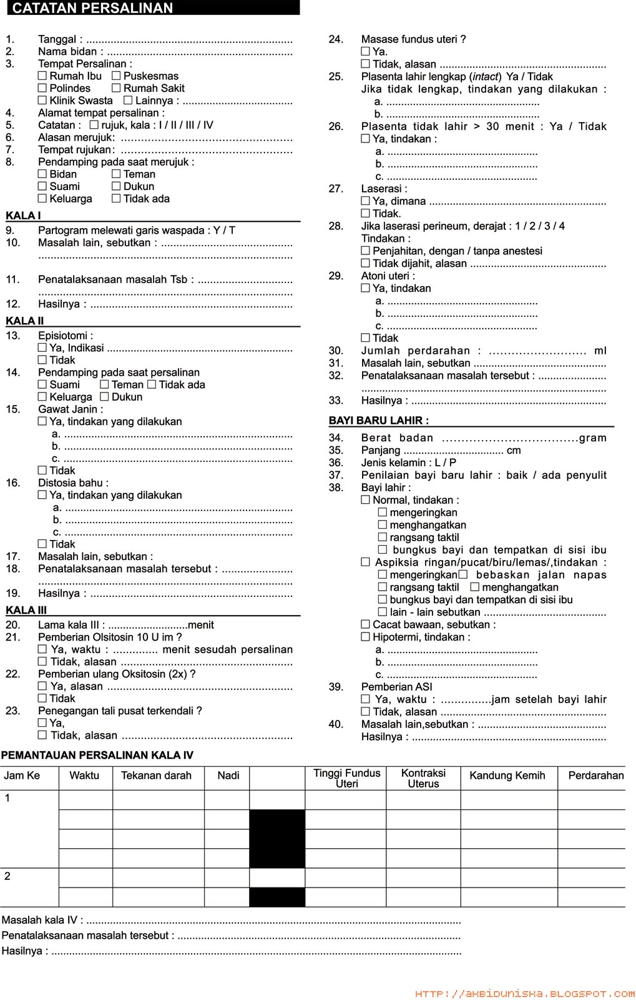 CATATAN PERSALINAN
1. Tanggal : ....................................................................
2. Nama bidan : .............................................................
3. Tempat Persalinan :
☐ Rumah Ibu ☐ Puskesmas
☐ Polindes ☐ Rumah Sakit
☐ Klinik Swasta ☐ Lainnya : ....................................
4. Alamat tempat persalinan :
5. Catatan : ☐ rujuk, kala : I / II / III / IV
6. Alasan merujuk: ...............................................
7. Tempat rujukan: ...............................................
8. Pendamping pada saat merujuk :
☐ Bidan ☐ Teman
☐ Suami ☐ Dukun
☐ Keluarga ☐ Tidak ada
KALA I
9. Partogram melewati garis waspada : Y / T
10. Masalah lain, sebutkan : ...........................................
....................................................................................
11. Penatalaksanaan masalah Tsb : ...............................
....................................................................................
12. Hasilnya : ..................................................................
KALA II
13. Episiotomi :
☐ Ya, Indikasi .............................................................
☐ Tidak
14. Pendamping pada saat persalinan
☐ Suami ☐ Teman ☐ Tidak ada
☐ Keluarga ☐ Dukun
15. Gawat Janin :
☐ Ya, tindakan yang dilakukan
a. ...........................................................................
b. ...........................................................................
c. ...........................................................................
☐ Tidak
16. Distosia bahu :
☐ Ya, tindakan yang dilakukan
a. ...........................................................................
b. ...........................................................................
c. ...........................................................................
☐ Tidak
17. Masalah lain, sebutkan :
18. Penatalaksanaan masalah tersebut : .......................
....................................................................................
19. Hasilnya : ..................................................................
KALA III
20. Lama kala III : ...........................menit
21. Pemberian Olsitosin 10 U im ?
☐ Ya, waktu : .............. menit sesudah persalinan
☐ Tidak, alasan ...............................................
22. Pemberian ulang Oksitosin (2x) ?
☐ Ya, alasan ...................................................
☐ Tidak
23. Penegangan tali pusat terkendali ?
☐ Ya,
☐ Tidak, alasan ...............................................
24. Masase fundus uteri ?
☐ Ya.
☐ Tidak, alasan .......................................................
25. Plasenta lahir lengkap (intact) Ya / Tidak
Jika tidak lengkap, tindakan yang dilakukan :
a. ..................................................
b. ..................................................
26. Plasenta tidak lahir > 30 menit : Ya / Tidak
☐ Ya, tindakan :
a. ..................................................
b. ..................................................
c. ..................................................
27. Laserasi :
☐ Ya, dimana ...........................................................
☐ Tidak.
28. Jika laserasi perineum, derajat : 1 / 2 / 3 / 4
Tindakan :
☐ Penjahitan, dengan / tanpa anestesi
☐ Tidak dijahit, alasan .............................................
29. Atoni uteri :
☐ Ya, tindakan
a. ..................................................
b. ..................................................
c. ..................................................
☐ Tidak
30. Jumlah perdarahan : ........................... ml
31. Masalah lain, sebutkan ............................................
32. Penatalaksanaan masalah tersebut : .......................
.................................................................................
33. Hasilnya : ................................................................
BAYI BARU LAHIR :
34. Berat badan ...................................gram
35. Panjang .................................. cm
36. Jenis kelamin : L / P
37. Penilaian bayi baru lahir : baik / ada penyulit
38. Bayi lahir :
☐ Normal, tindakan :
☐ mengeringkan
☐ menghangatkan
☐ rangsang taktil
☐ bungkus bayi dan tempatkan di sisi ibu
☐ Aspiksia ringan/pucat/biru/lemas/,tindakan :
☐ mengeringkan☐ bebaskan jalan napas
☐ rangsang taktil ☐ menghangatkan
☐ bungkus bayi dan tempatkan di sisi ibu
☐ lain - lain sebutkan .........................................
☐ Cacat bawaan, sebutkan :
☐ Hipotermi, tindakan :
a. ..................................................
b. ..................................................
c. ..................................................
39. Pemberian ASI
☐ Ya, waktu : ...............jam setelah bayi lahir
☐ Tidak, alasan .......................................................
40. Masalah lain,sebutkan : ...........................................
Hasilnya : ................................................................
PEMANTAUAN PERSALINAN KALA IV
Jam Ke Waktu Tekanan darah Nadi Tinggi Fundus Uteri Kontraksi Uterus Kandung Kemih Perdarahan
1
2
Masalah kala IV : ..........................................................................................
Penatalaksanaan masalah tersebut : ..........................................................................
Hasilnya : ..........................................................................................
HTTP://AKBIDUNISKA.BLOGSPOT.COM